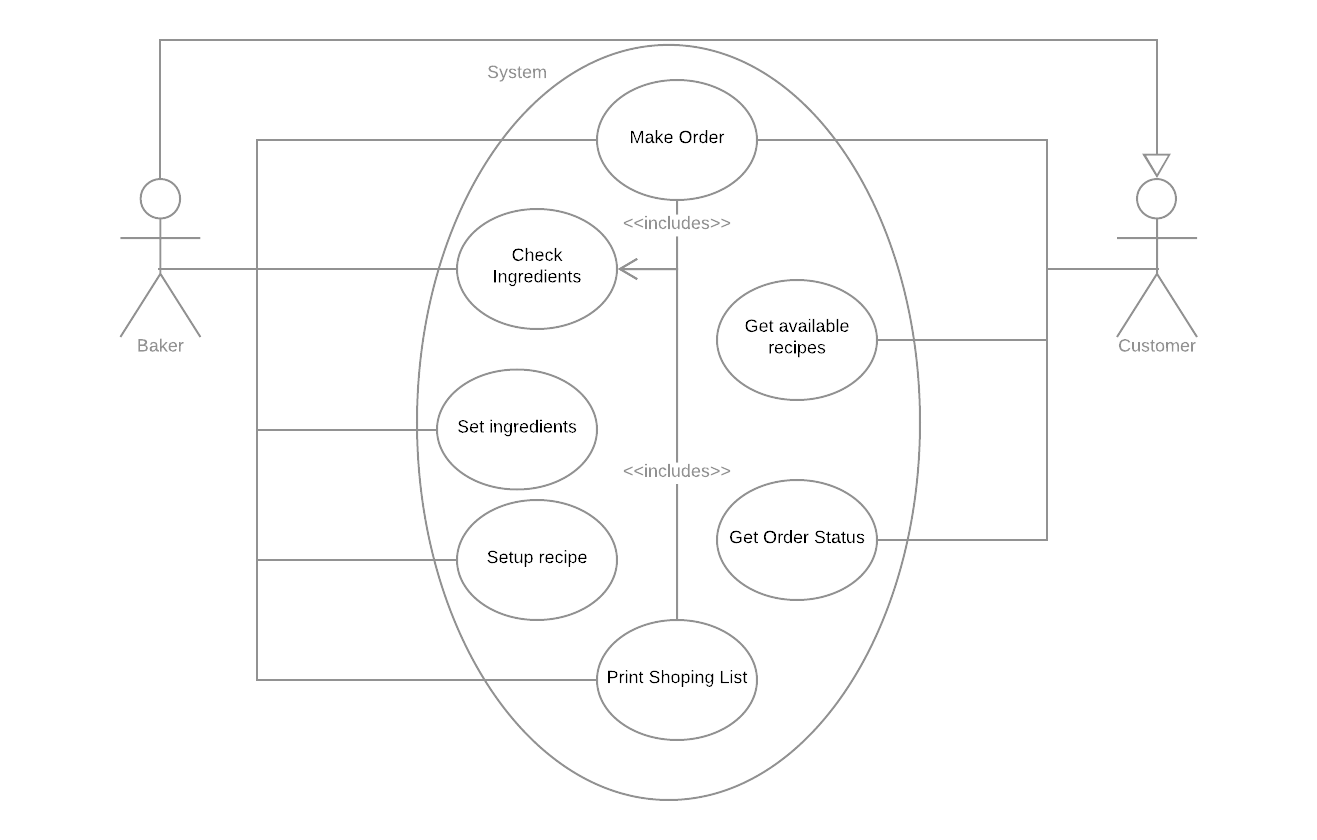 System
Make Order
<<includes>>
Check
Ingredients
Get available
recipes
Baker
Customer
Set ingredients
<<includes>>
Get Order Status
Setup recipe
Print Shoping List